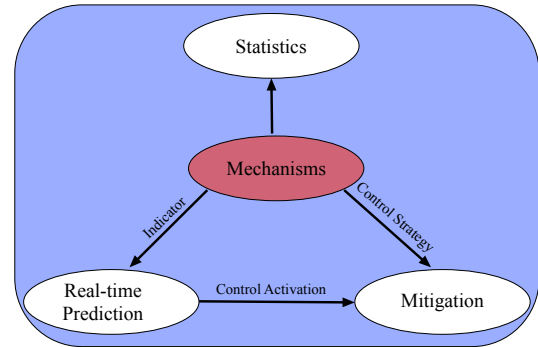 Statistics
Mechanisms
Indicator
Control Strategy
Real-time
Prediction
Control Activation
Mitigation